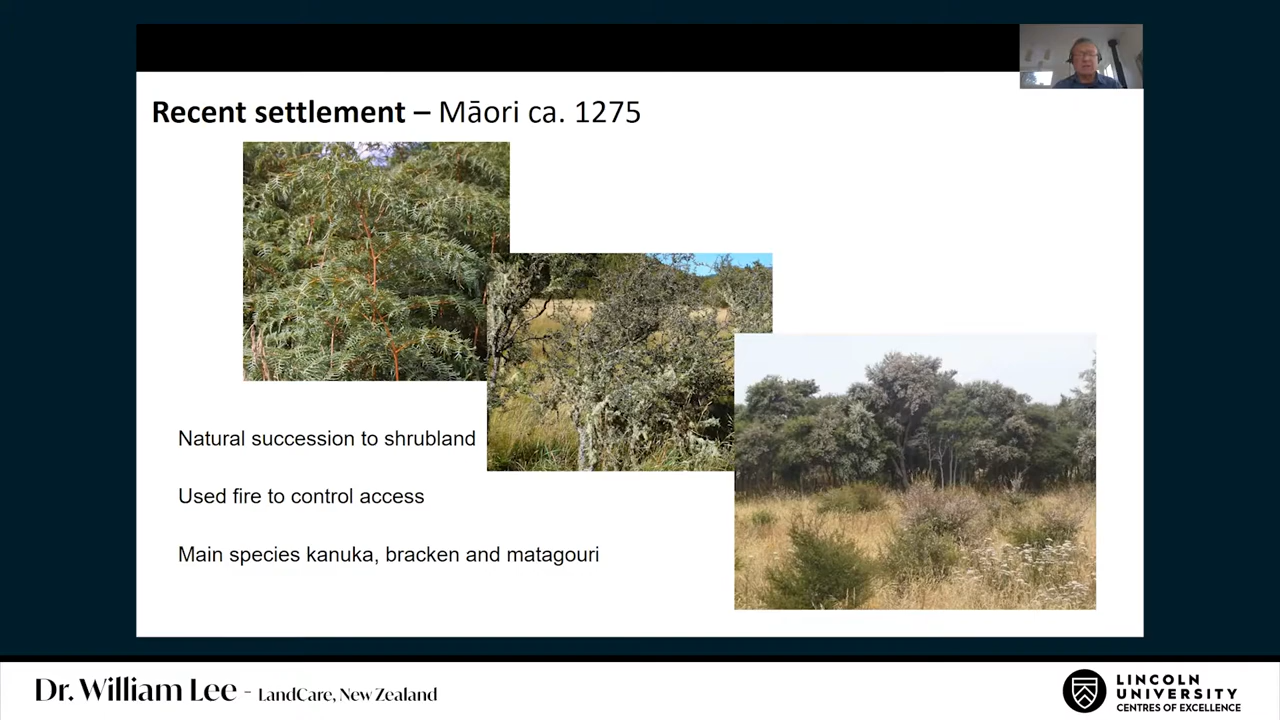 Recent settlement – Māori ca. 1275
Natural succession to shrubland
Used fire to control access
Main species kanuka, bracken and matagouri
Dr. William Lee – LandCare, New Zealand
LINCOLN
UNIVERSITY
CENTRES OF EXCELLENCE